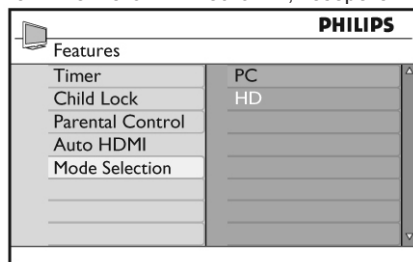 PHILIPS
Features
Timer
PC
Child Lock
HD
Parental Control
Auto HDMI
Mode Selection